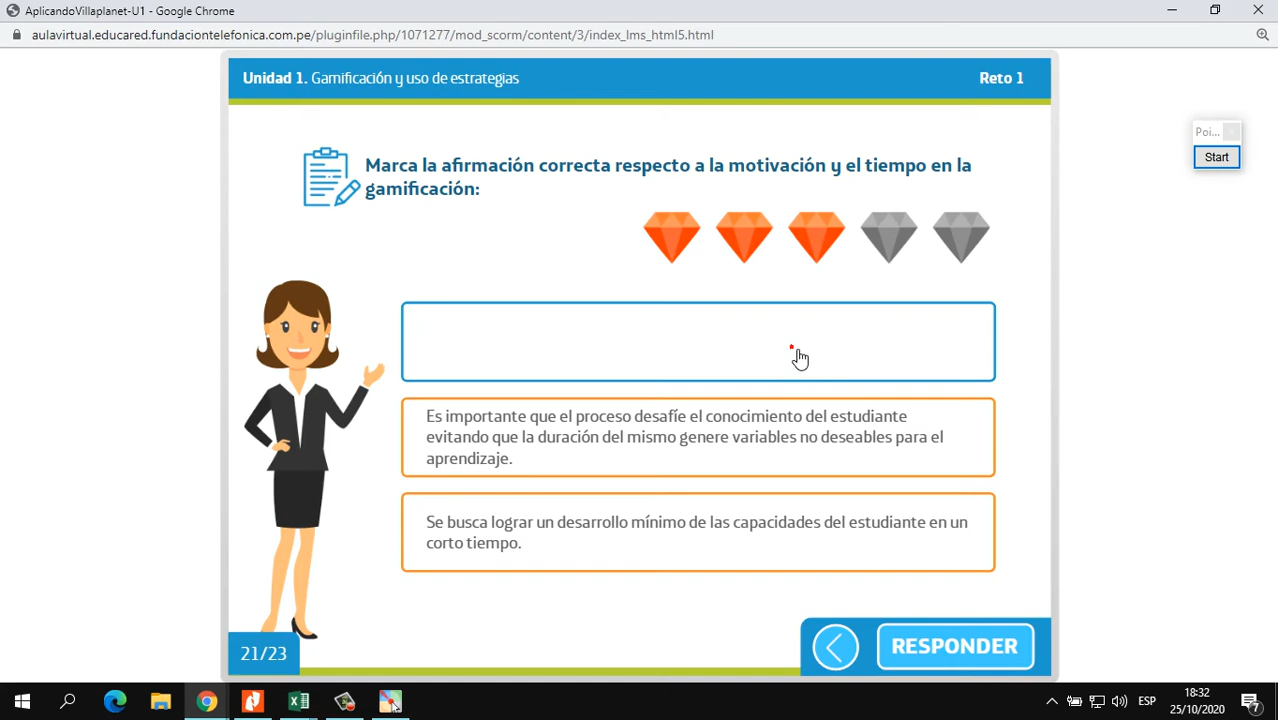 AplicandoVillaplanet-U1 - Google Chrome
aulavirtual.educared.fundaciontelefonica.com.pe/pluginfile.php/1071277/mod_scorm/content/3/index_lms_html5.html
Unidad 1. Gamificación y uso de estrategias
Reto 1
Poi...
Start
Marca la afirmación correcta respecto a la motivación y el tiempo en la
gamificación:
Es importante que el proceso desafíe el conocimiento del estudiante
evitando que la duración del mismo genere variables no deseables para el
aprendizaje.
Se busca lograr un desarrollo mínimo de las capacidades del estudiante en un
corto tiempo.
21/23
RESPONDER
ESP
18:32
25/10/2020
7